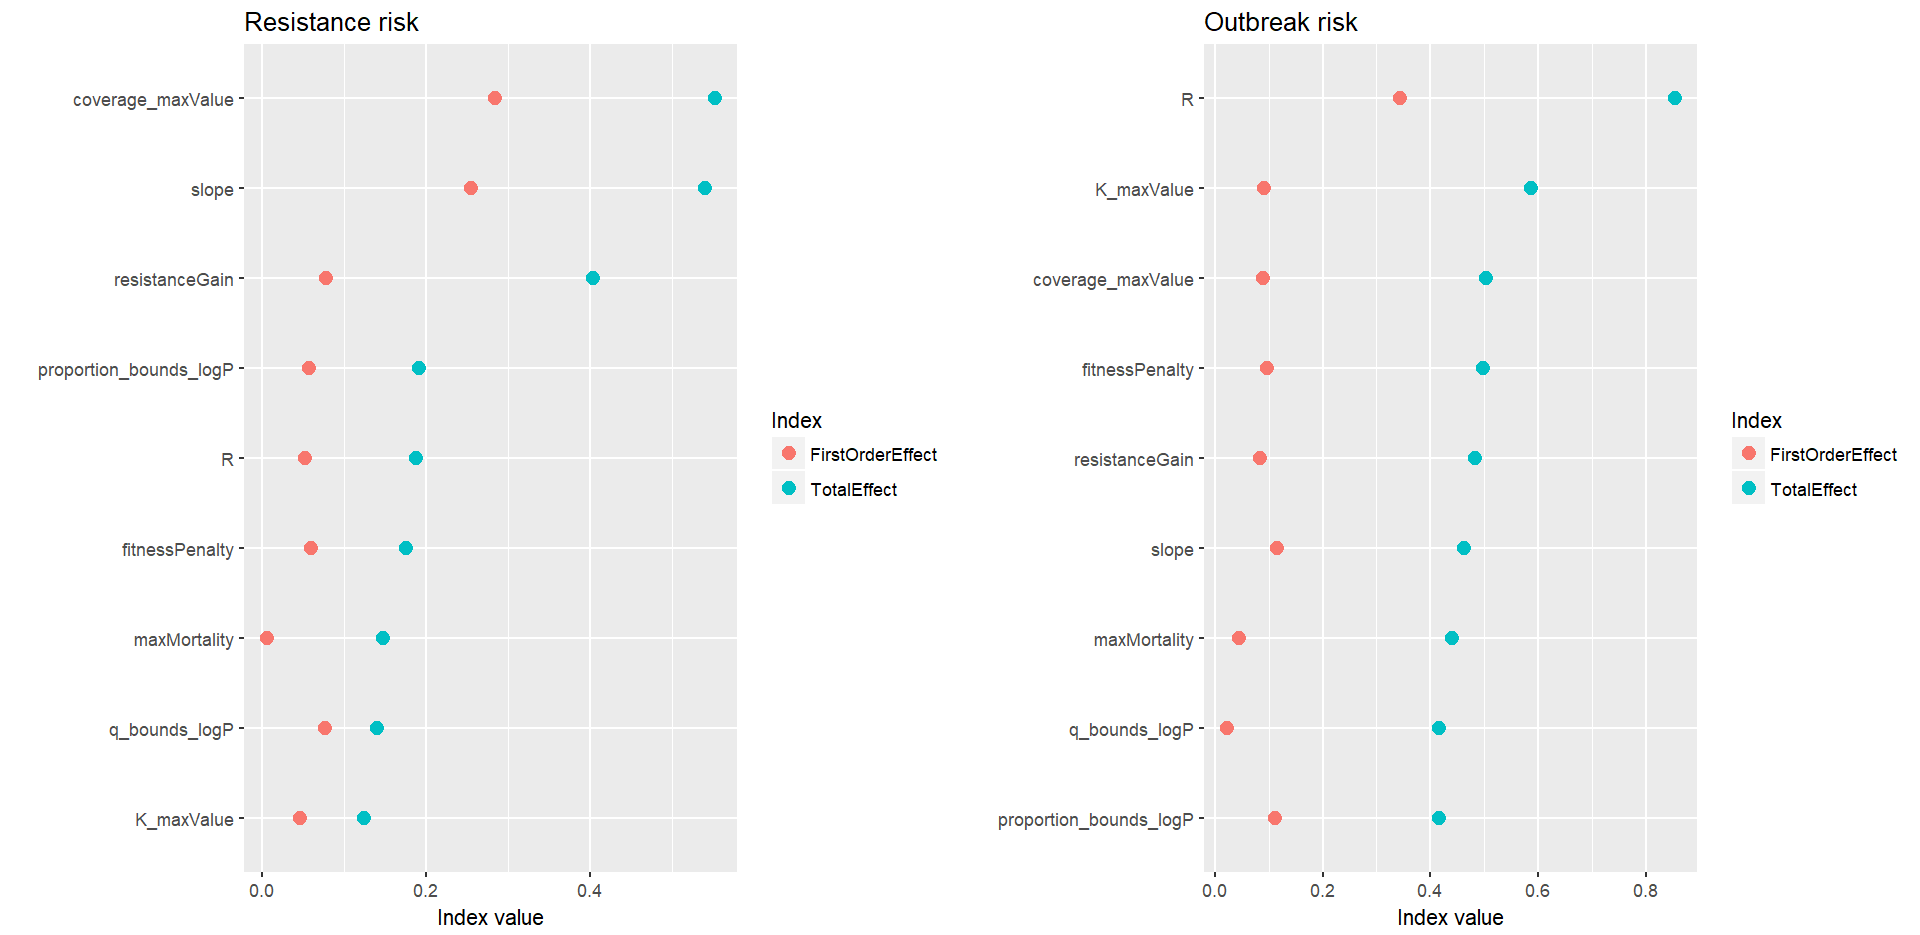 Resistance risk
coverage_maxValue
slope
resistanceGain
proportion_bounds_logP
R
fitnessPenalty
maxMortality
q_bounds_logP
K_maxValue
0.0 0.2 0.4
Index value
Index
FirstOrderEffect
TotalEffect
Outbreak risk
R
K_maxValue
coverage_maxValue
fitnessPenalty
resistanceGain
slope
maxMortality
q_bounds_logP
proportion_bounds_logP
0.0 0.2 0.4 0.6 0.8
Index value
Index
FirstOrderEffect
TotalEffect